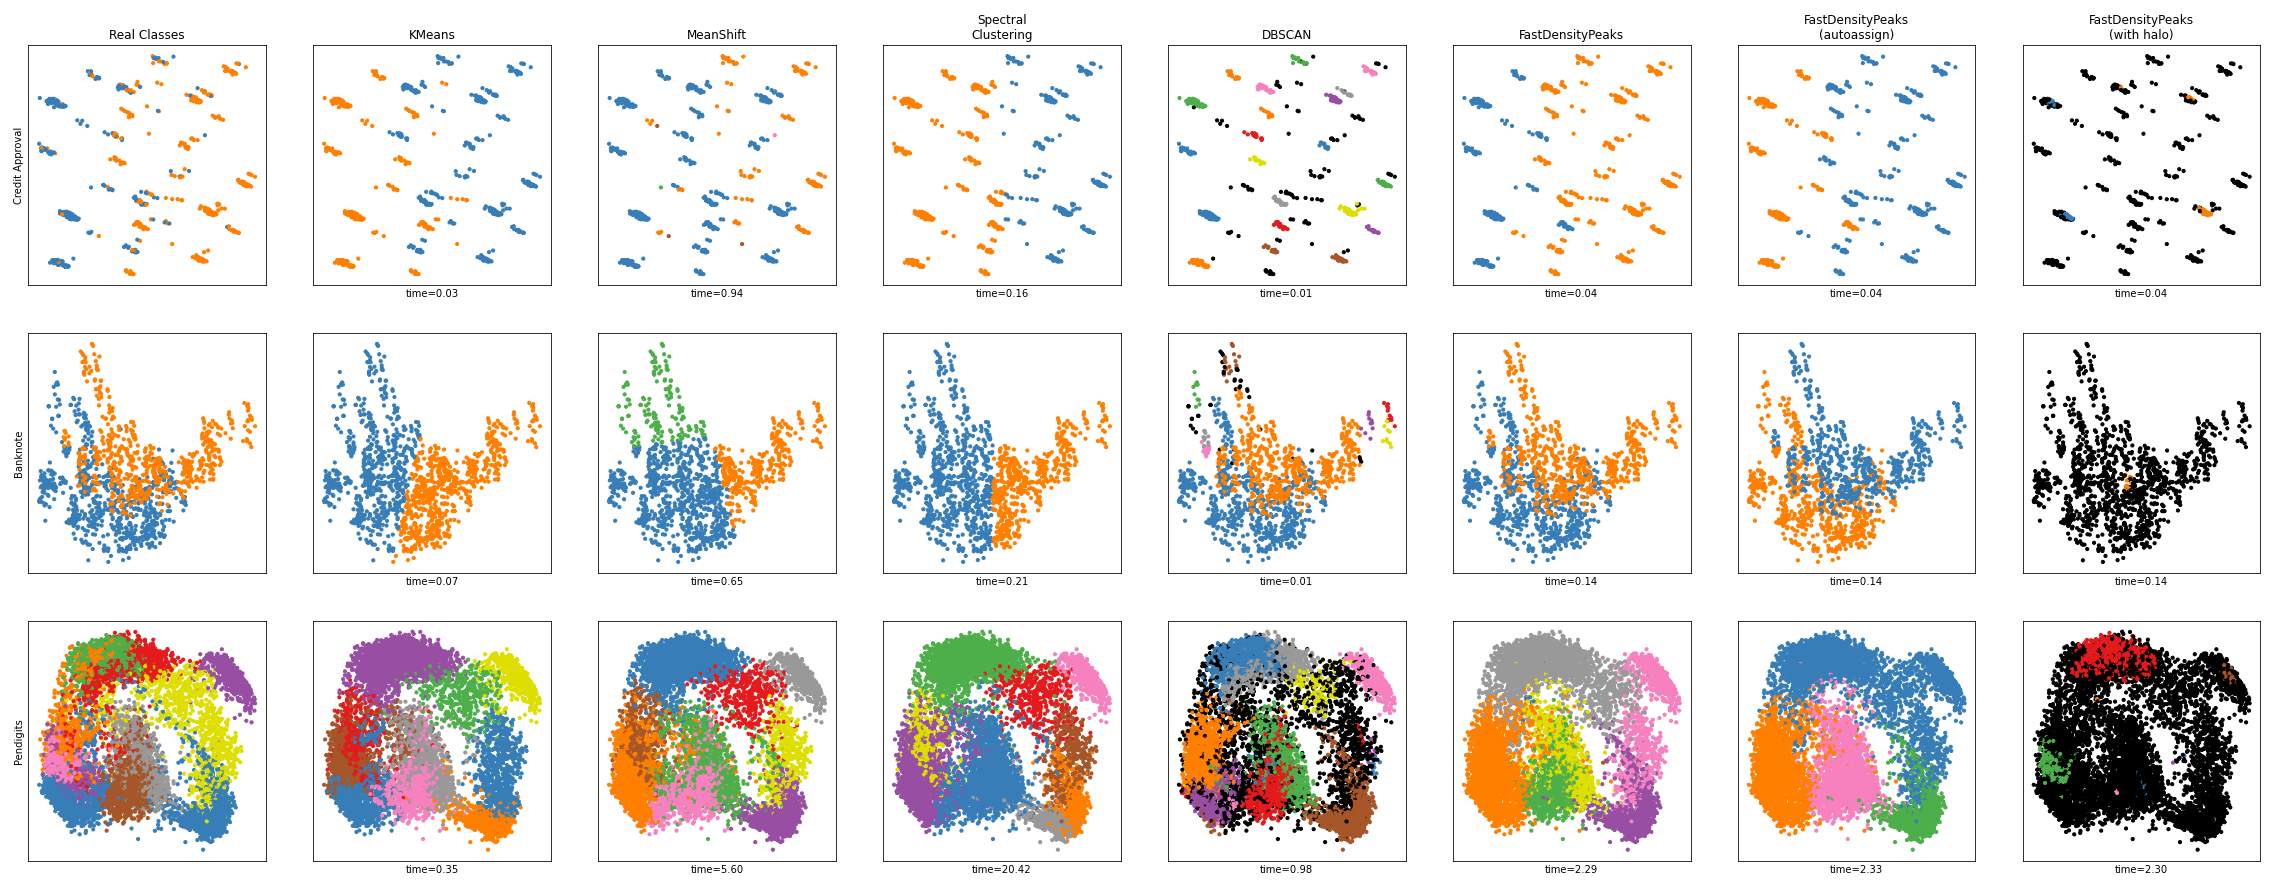 Real Classes
KMeans
MeanShift
Spectral
Clustering
DBSCAN
FastDensityPeaks
FastDensityPeaks
(autoassign)
FastDensityPeaks
(with halo)
Credit Approval
time=0.03
time=0.94
time=0.16
time=0.01
time=0.04
time=0.04
time=0.04
Banknote
time=0.07
time=0.65
time=0.21
time=0.01
time=0.14
time=0.14
time=0.14
Pendigits
time=0.35
time=5.60
time=20.42
time=0.98
time=2.29
time=2.33
time=2.30